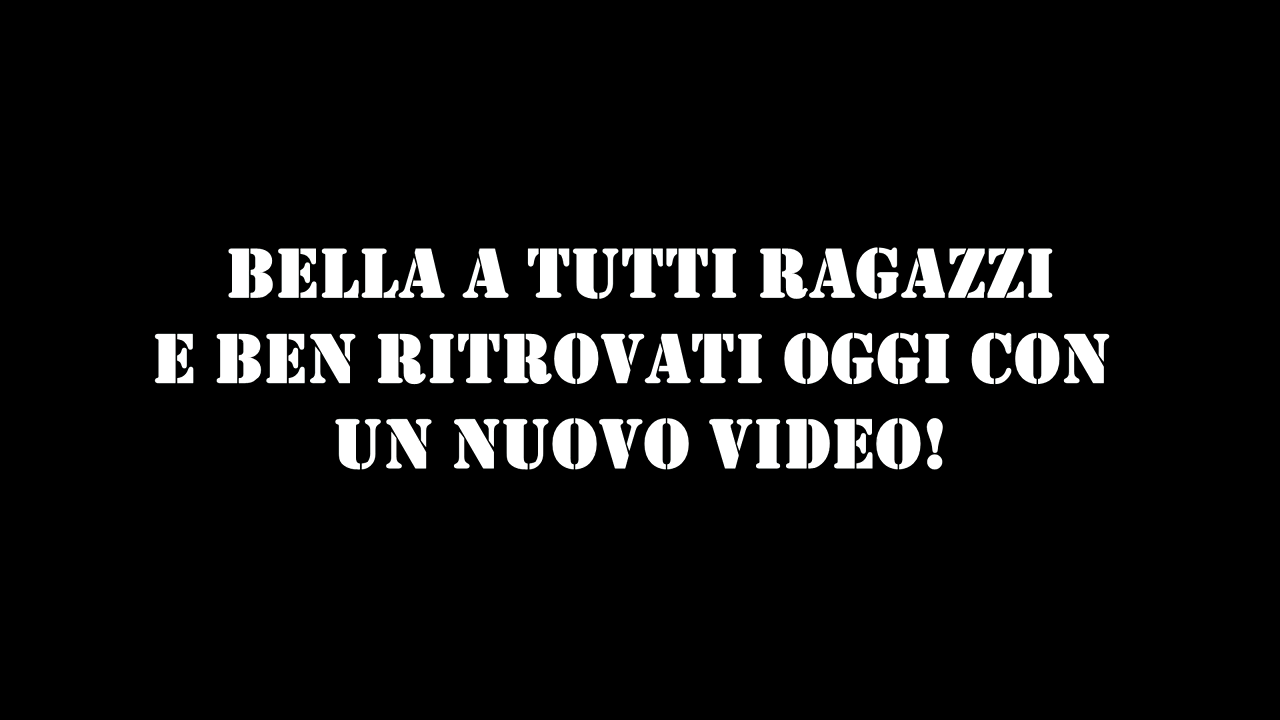 BELLA A TUTTI RAGAZZI
E BEN RITROVATI OGGI CON
UN NUOVO VIDEO!